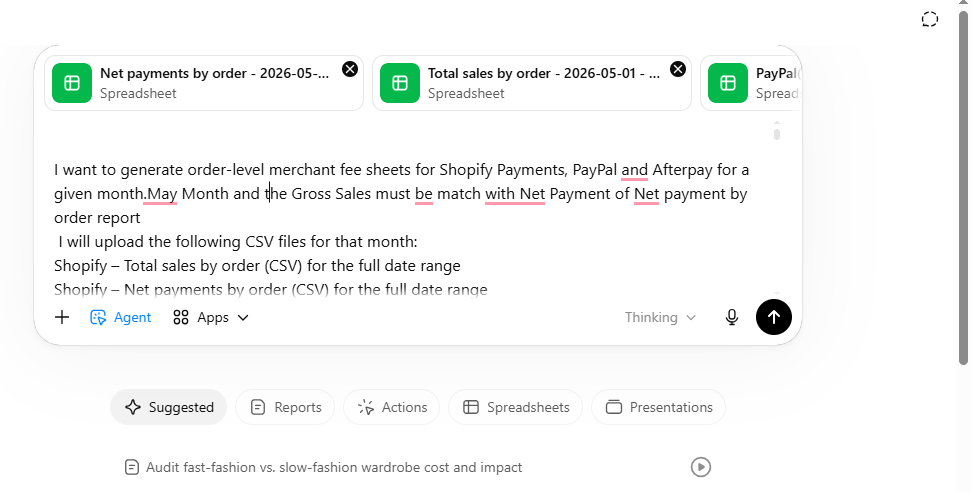 Net payments by order - 2026-05-...
Spreadsheet
Total sales by order - 2026-05-01 - ...
Spreadsheet
PayPal
Spread
I want to generate order-level merchant fee sheets for Shopify Payments, PayPal and Afterpay for a
given month.May Month and the Gross Sales must be match with Net Payment of Net payment by
order report
I will upload the following CSV files for that month:
Shopify – Total sales by order (CSV) for the full date range
Shopify – Net payments by order (CSV) for the full date range
Agent
Apps
Thinking
Suggested
Reports
Actions
Spreadsheets
Presentations
Audit fast-fashion vs. slow-fashion wardrobe cost and impact